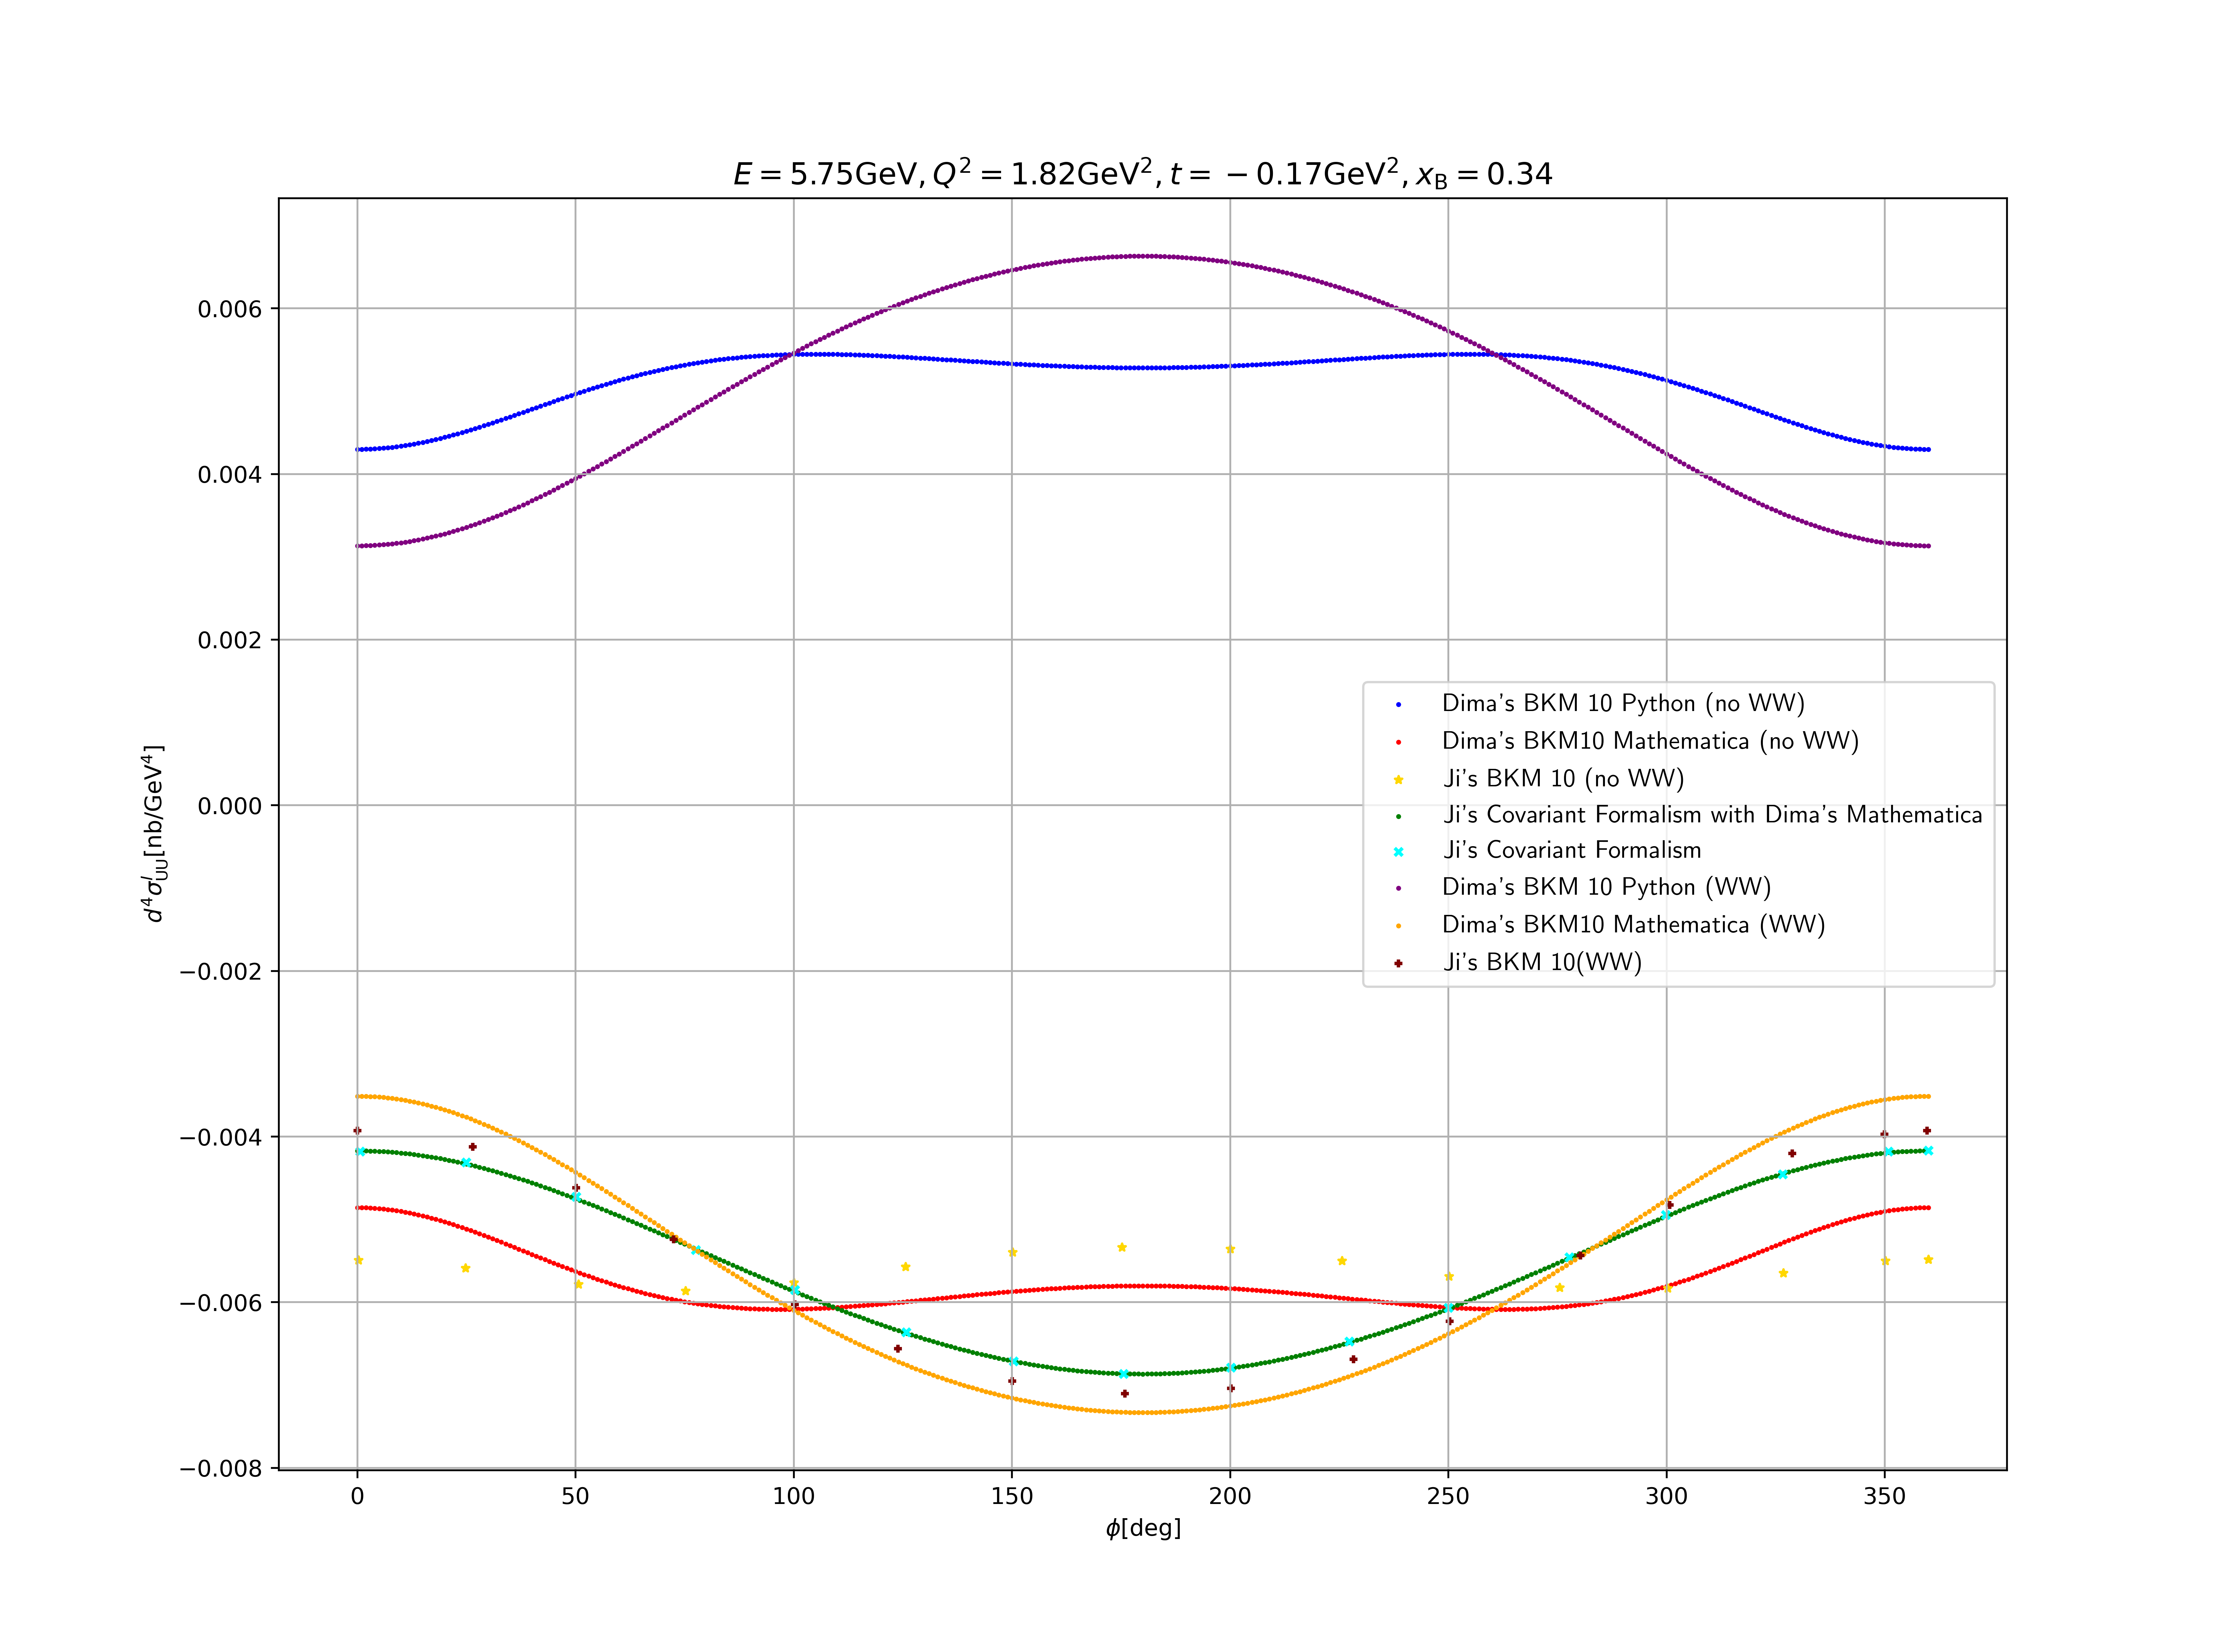 E = 5.75GeV, Q² = 1.82GeV², t = −0.17GeV², x_B = 0.34
0.006
0.004
0.002
0.000
−0.002
−0.004
−0.006
−0.008
d⁴σ^I_UU[nb/GeV⁴]
Dima's BKM 10 Python (no WW)
Dima's BKM10 Mathematica (no WW)
Ji's BKM 10 (no WW)
Ji's Covariant Formalism with Dima's Mathematica
Ji's Covariant Formalism
Dima's BKM 10 Python (WW)
Dima's BKM10 Mathematica (WW)
Ji's BKM 10(WW)
0 50 100 150 200 250 300 350
ϕ[deg]